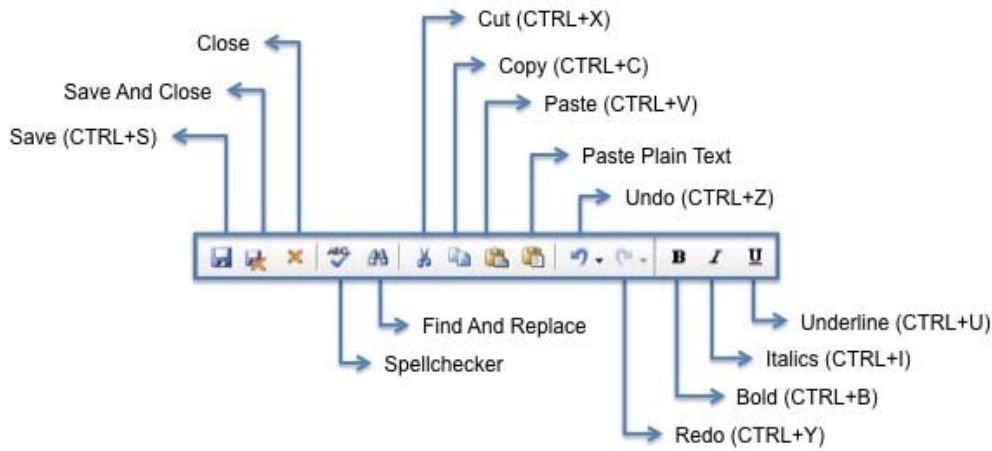 Cut (CTRL+X)
Close
Copy (CTRL+C)
Save And Close
Paste (CTRL+V)
Save (CTRL+S)
Paste Plain Text
Undo (CTRL+Z)
ABC
B I U
Underline (CTRL+U)
Find And Replace
Italics (CTRL+I)
Spellchecker
Bold (CTRL+B)
Redo (CTRL+Y)